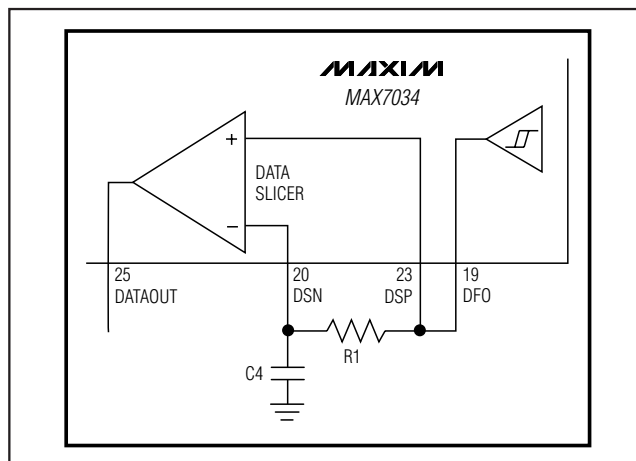 MAXIM
MAX7034
+
DATA
SLICER
−
25
DATAOUT
20
DSN
23
DSP
19
DFO
R1
C4